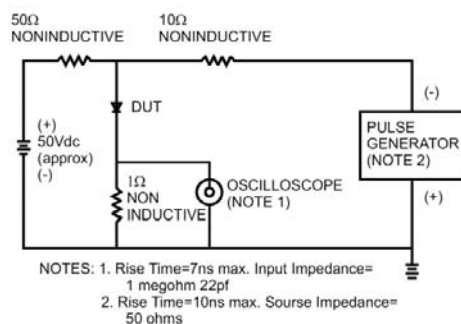 50Ω
NONINDUCTIVE
10Ω
NONINDUCTIVE
(+)
50Vdc
(approx)
(-)
DUT
1Ω
NON
INDUCTIVE
OSCILLOSCOPE
(NOTE 1)
(-)
PULSE
GENERATOR
(NOTE 2)
(+)
NOTES: 1. Rise Time=7ns max. Input Impedance=
1 megohm 22pf
2. Rise Time=10ns max. Sourse Impedance=
50 ohms